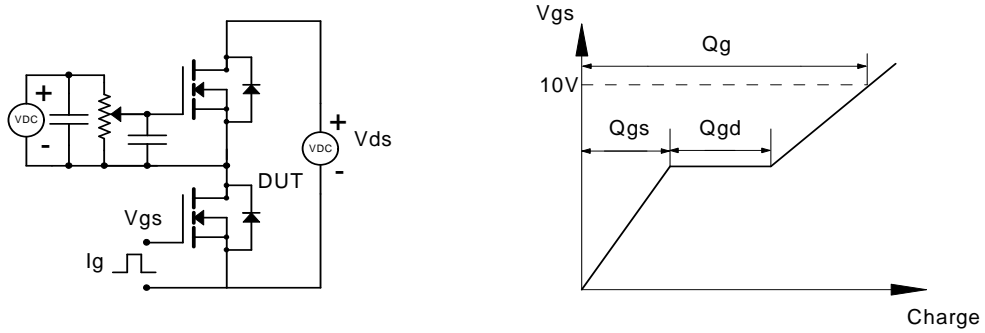 +
VDC
-
+
VDC
-
Vds
DUT
Vgs
Ig
Vgs
Qg
10V
Qgs
Qgd
Charge